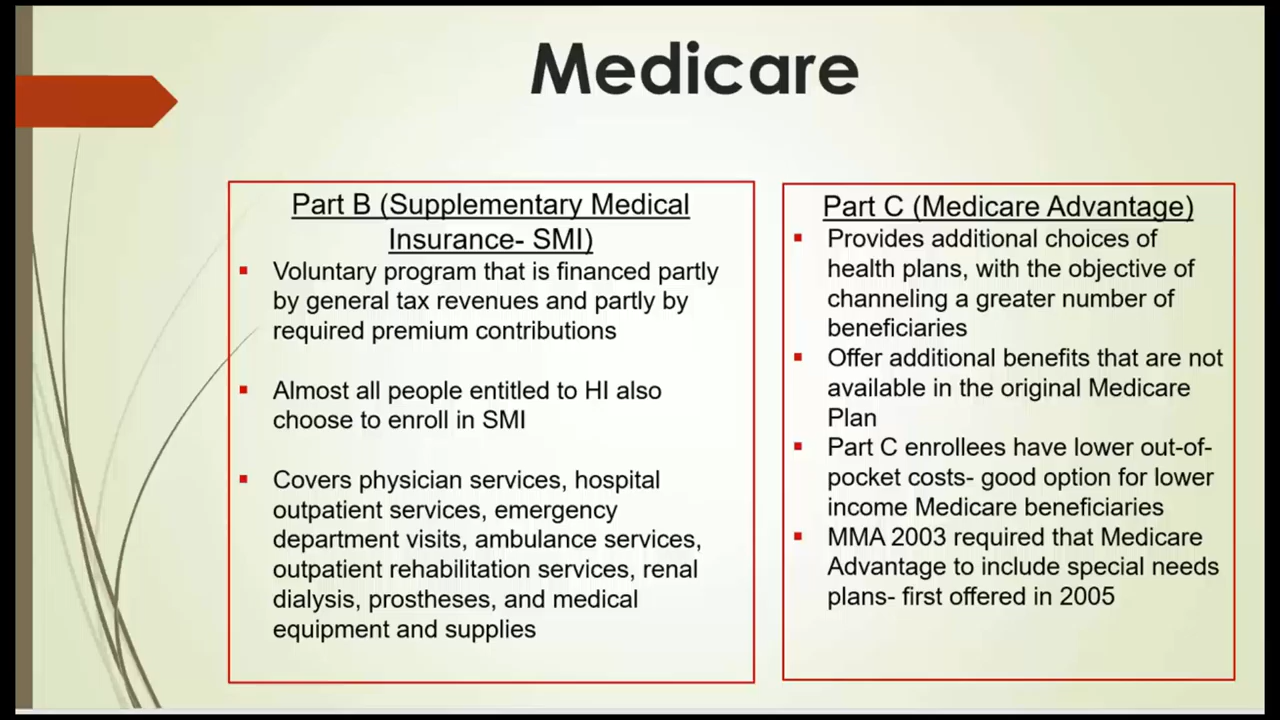 Medicare
Part B (Supplementary Medical
Insurance- SMI)
▪ Voluntary program that is financed partly
by general tax revenues and partly by
required premium contributions
▪ Almost all people entitled to HI also
choose to enroll in SMI
▪ Covers physician services, hospital
outpatient services, emergency
department visits, ambulance services,
outpatient rehabilitation services, renal
dialysis, prostheses, and medical
equipment and supplies
Part C (Medicare Advantage)
▪ Provides additional choices of
health plans, with the objective of
channeling a greater number of
beneficiaries
▪ Offer additional benefits that are not
available in the original Medicare
Plan
▪ Part C enrollees have lower out-of-
pocket costs- good option for lower
income Medicare beneficiaries
▪ MMA 2003 required that Medicare
Advantage to include special needs
plans- first offered in 2005